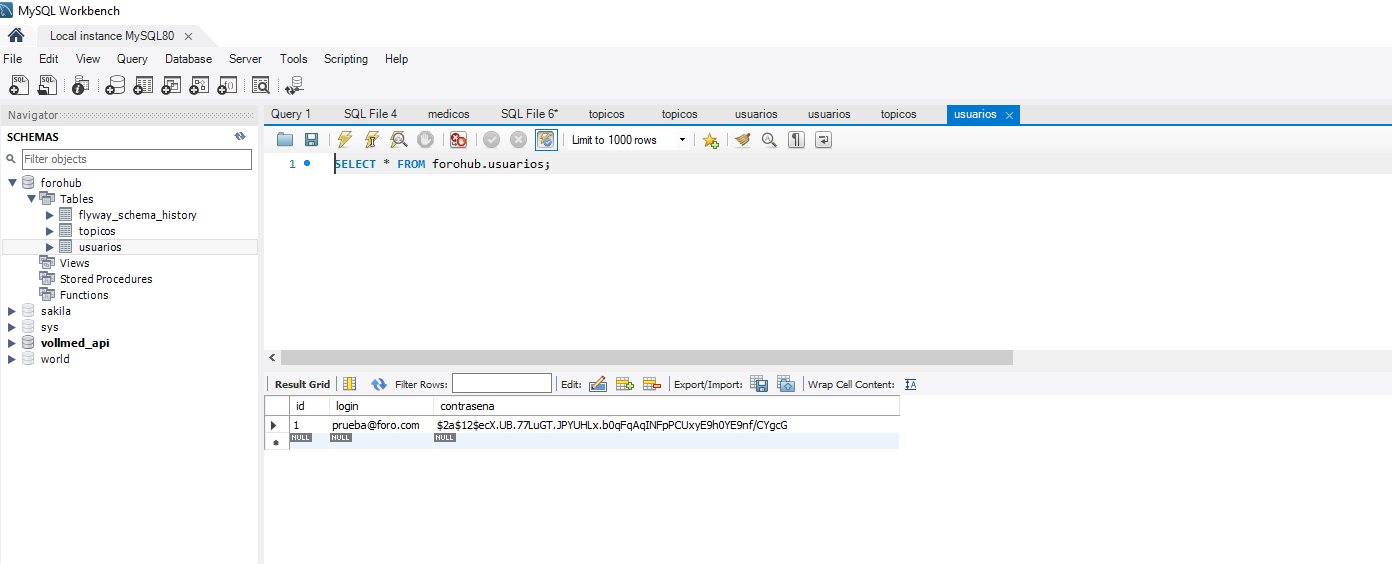 MySQL Workbench
Local instance MySQL80
File Edit View Query Database Server Tools Scripting Help
Navigator
SCHEMAS
Filter objects
forohub
Tables
flyway_schema_history
topicos
usuarios
Views
Stored Procedures
Functions
sakila
sys
vollmed_api
world
Query 1 SQL File 4 medicos SQL File 6* topicos topicos usuarios usuarios topicos usuarios
Limit to 1000 rows
1 SELECT * FROM forohub.usuarios;
Result Grid Filter Rows: Edit: Export/Import: Wrap Cell Content:
id login contrasena
1 prueba@foro.com $2a$12$ecX.UB.77LuGT.JPYUHLx.b0qFqAqINFpPCUxyE9h0YE9nf/CYgcG
NULL NULL NULL